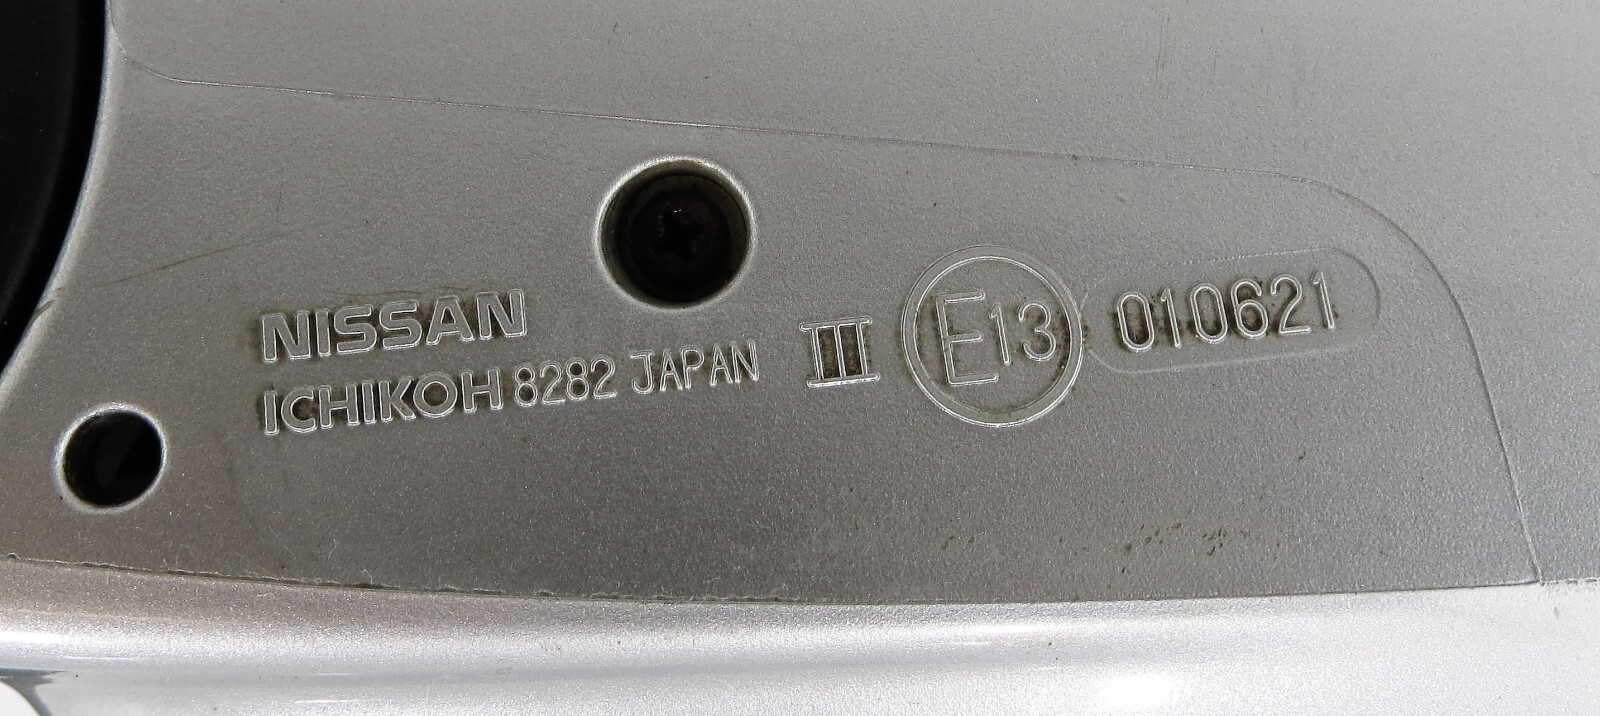 NISSAN
ICHIKOH 8282 JAPAN III E13 010621